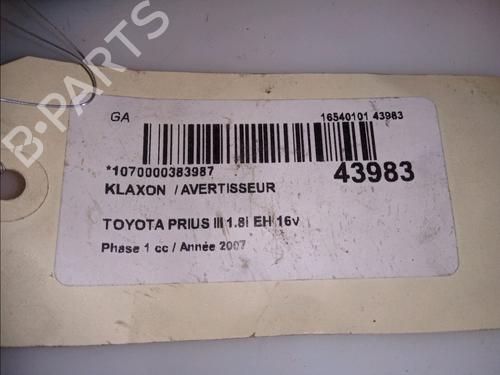 B-PARTS
GA
16540101 43983
*1070000383987
43983
KLAXON / AVERTISSEUR
TOYOTA PRIUS III 1.8i EH 16v
Phase 1 cc / Année 2007